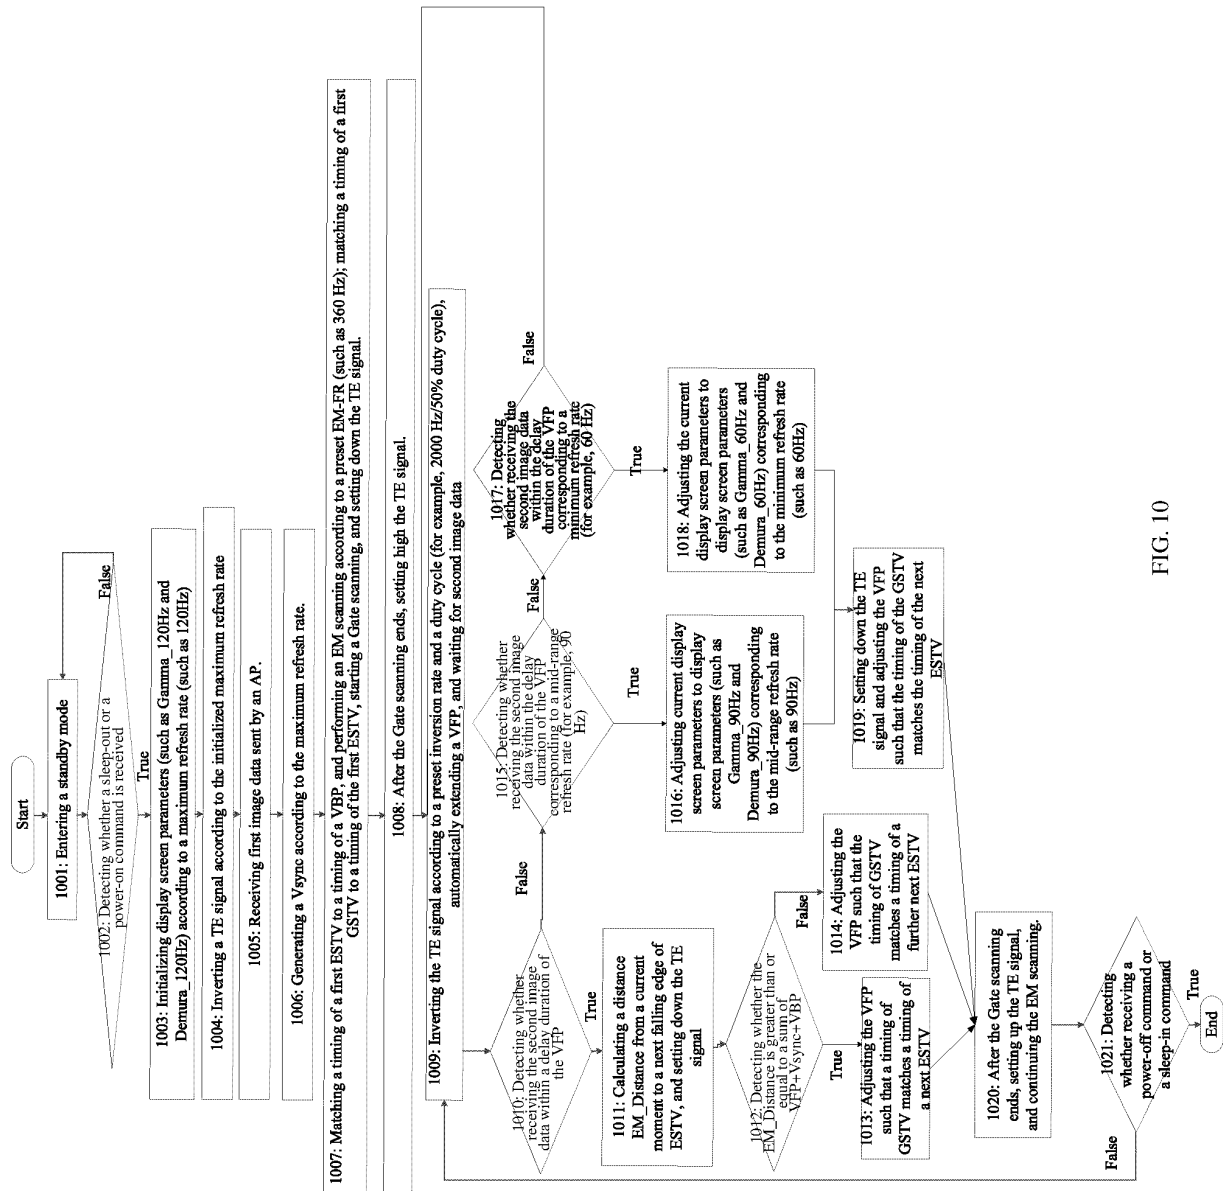 Start
1001: Entering a standby mode
1002: Detecting whether a sleep-out or a
power-on command is received
False
True
1003: Initializing display screen parameters (such as Gamma_120Hz and
Demura_120Hz) according to a maximum refresh rate (such as 120Hz)
1004: Inverting a TE signal according to the initialized maximum refresh rate
1005: Receiving first image data sent by an AP.
1006: Generating a Vsync according to the maximum refresh rate.
1007: Matching a timing of a first ESTV to a timing of a VBP, and performing an EM scanning according to a preset EM-FR (such as 360 Hz); matching a timing of a first
GSTV to a timing of the first ESTV, starting a Gate scanning, and setting down the TE signal.
1008: After the Gate scanning ends, setting high the TE signal.
1009: Inverting the TE signal according to a preset inversion rate and a duty cycle (for example, 2000 Hz/50% duty cycle),
automatically extending a VFP, and waiting for second image data
1010: Detecting whether
receiving the second image
data within a delay duration of
the VFP
False
True
1011: Calculating a distance
EM_Distance from a current
moment to a next falling edge of
ESTV, and setting down the TE
signal
1012: Detecting whether the
EM_Distance is greater than or
equal to a sum of
VFP+Vsync+VBP
False
True
1013: Adjusting the VFP
such that a timing of
GSTV matches a timing of
a next ESTV
1014: Adjusting the
VFP such that the
timing of GSTV
matches a timing of a
further next ESTV
1015: Detecting whether
receiving the second image
data within the delay
duration of the VFP
corresponding to a mid-range
refresh rate (for example, 90
Hz)
False
True
1016: Adjusting current display
screen parameters to display
screen parameters (such as
Gamma_90Hz and
Demura_90Hz) corresponding
to the mid-range refresh rate
(such as 90Hz)
1017: Detecting
whether receiving the
second image data
within the delay
duration of the VFP
corresponding to a
minimum refresh rate
(for example, 60 Hz)
False
True
1018: Adjusting the current
display screen parameters to
display screen parameters
(such as Gamma_60Hz and
Demura_60Hz) corresponding
to the minimum refresh rate
(such as 60Hz)
1019: Setting down the TE
signal and adjusting the VFP
such that the timing of the GSTV
matches the timing of the next
ESTV
1020: After the Gate scanning
ends, setting up the TE signal,
and continuing the EM scanning.
1021: Detecting
whether receiving a
power-off command or
a sleep-in command
False
True
End
FIG. 10